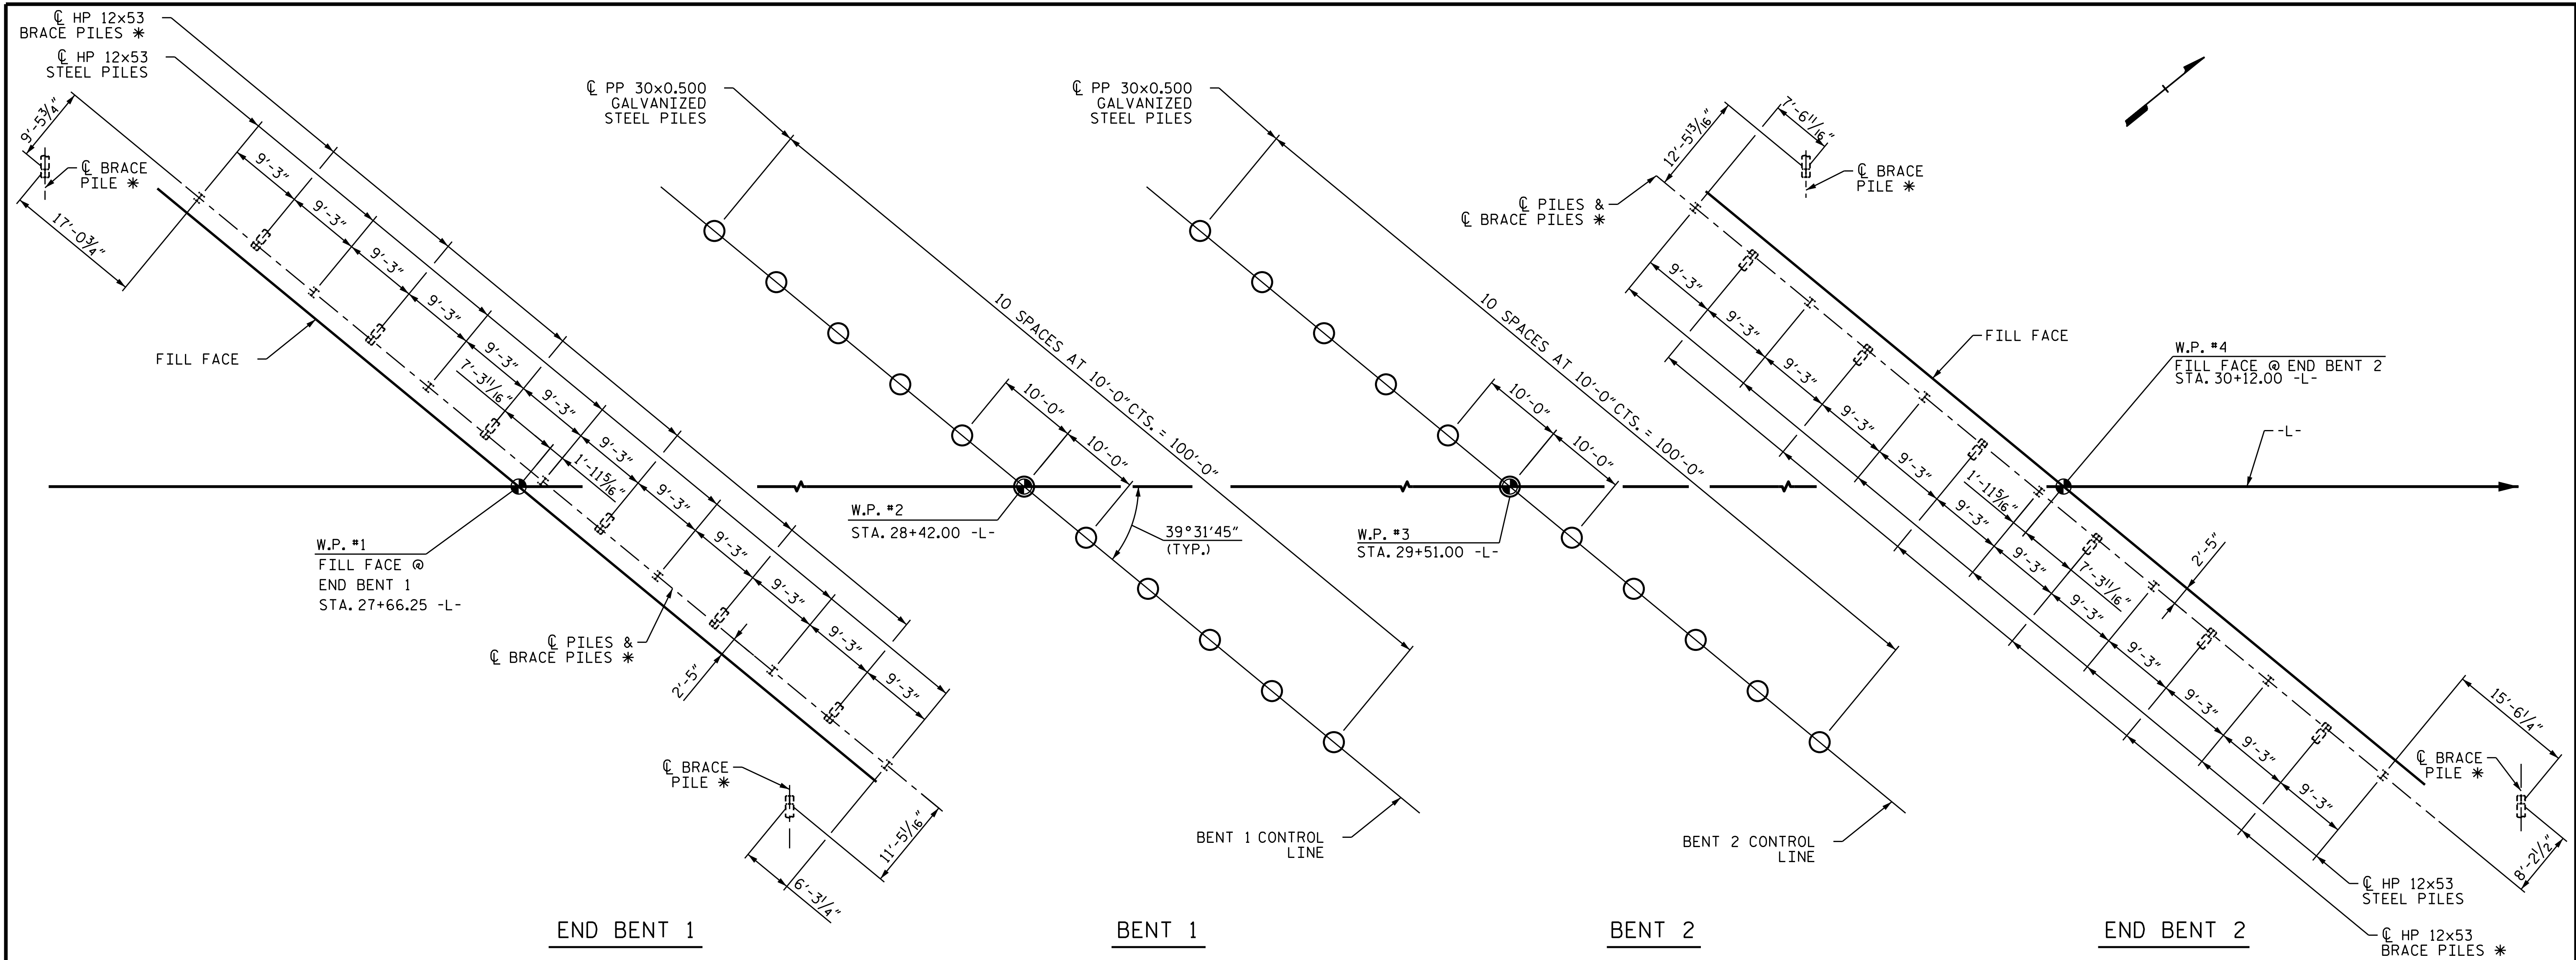 ℄ HP 12x53
BRACE PILES *
℄ HP 12x53
STEEL PILES
9'-5¾"
℄ BRACE
PILE *
17'-0¾"
9'-3"
9'-3"
9'-3"
9'-3"
9'-3"
9'-3"
9'-3"
9'-3"
9'-3"
9'-3"
9'-3"
9'-3"
7'-3 11/16"
1'-11 5/16"
FILL FACE
W.P. #1
FILL FACE @
END BENT 1
STA. 27+66.25 -L-
℄ PILES &
℄ BRACE PILES *
2'-5"
℄ BRACE
PILE *
11'-5 1/16"
6'-3¼"
END BENT 1
℄ PP 30x0.500
GALVANIZED
STEEL PILES
10 SPACES AT 10'-0" CTS. = 100'-0"
10'-0"
10'-0"
W.P. #2
STA. 28+42.00 -L-
39°31'45"
(TYP.)
BENT 1 CONTROL
LINE
BENT 1
℄ PP 30x0.500
GALVANIZED
STEEL PILES
10 SPACES AT 10'-0" CTS. = 100'-0"
10'-0"
10'-0"
W.P. #3
STA. 29+51.00 -L-
BENT 2 CONTROL
LINE
BENT 2
12'-5 13/16"
7'-6 11/16"
℄ BRACE
PILE *
℄ PILES &
℄ BRACE PILES *
FILL FACE
W.P. #4
FILL FACE @ END BENT 2
STA. 30+12.00 -L-
-L-
9'-3"
9'-3"
9'-3"
9'-3"
9'-3"
9'-3"
9'-3"
9'-3"
9'-3"
9'-3"
9'-3"
9'-3"
1'-11 5/16"
7'-3 11/16"
2'-5"
15'-6¼"
℄ BRACE
PILE *
8'-2½"
℄ HP 12x53
STEEL PILES
℄ HP 12x53
BRACE PILES *
END BENT 2